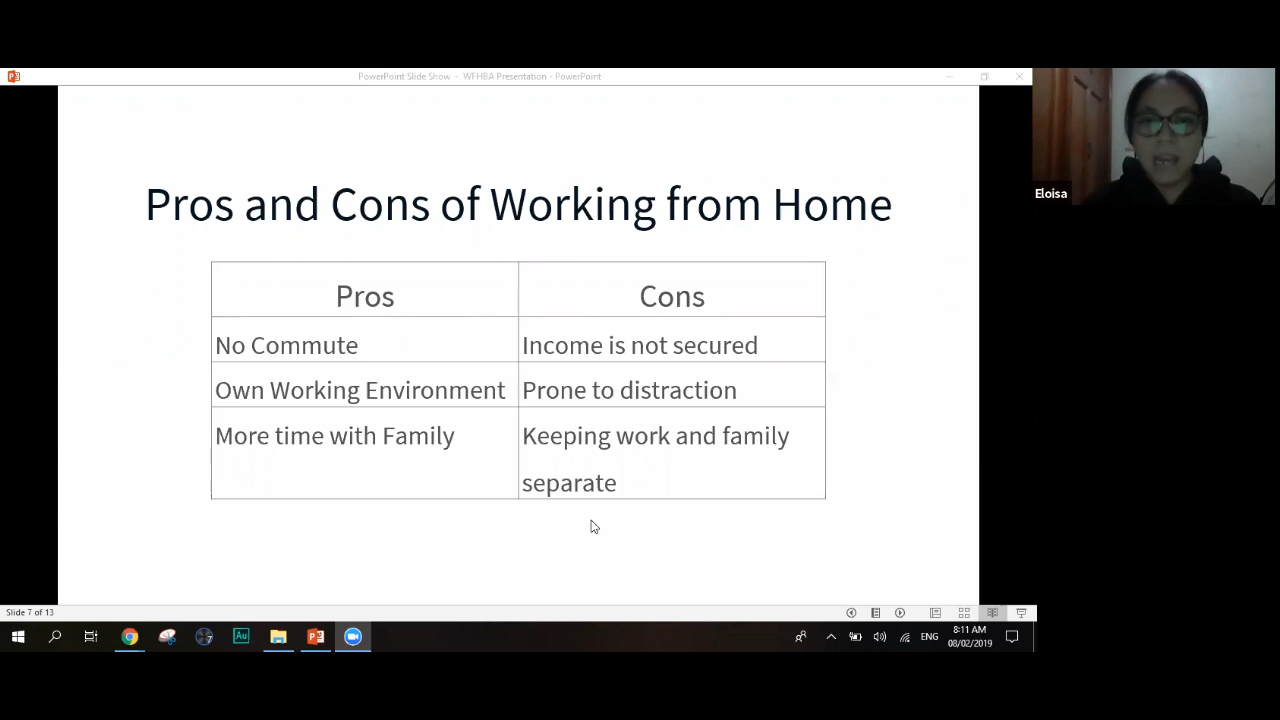 PowerPoint Slide Show - WFHBA Presentation - PowerPoint
Eloisa
Pros and Cons of Working from Home
Pros
Cons
No Commute
Income is not secured
Own Working Environment
Prone to distraction
More time with Family
Keeping work and family
separate
Slide 7 of 13
Au
ENG
8:11 AM
08/02/2019